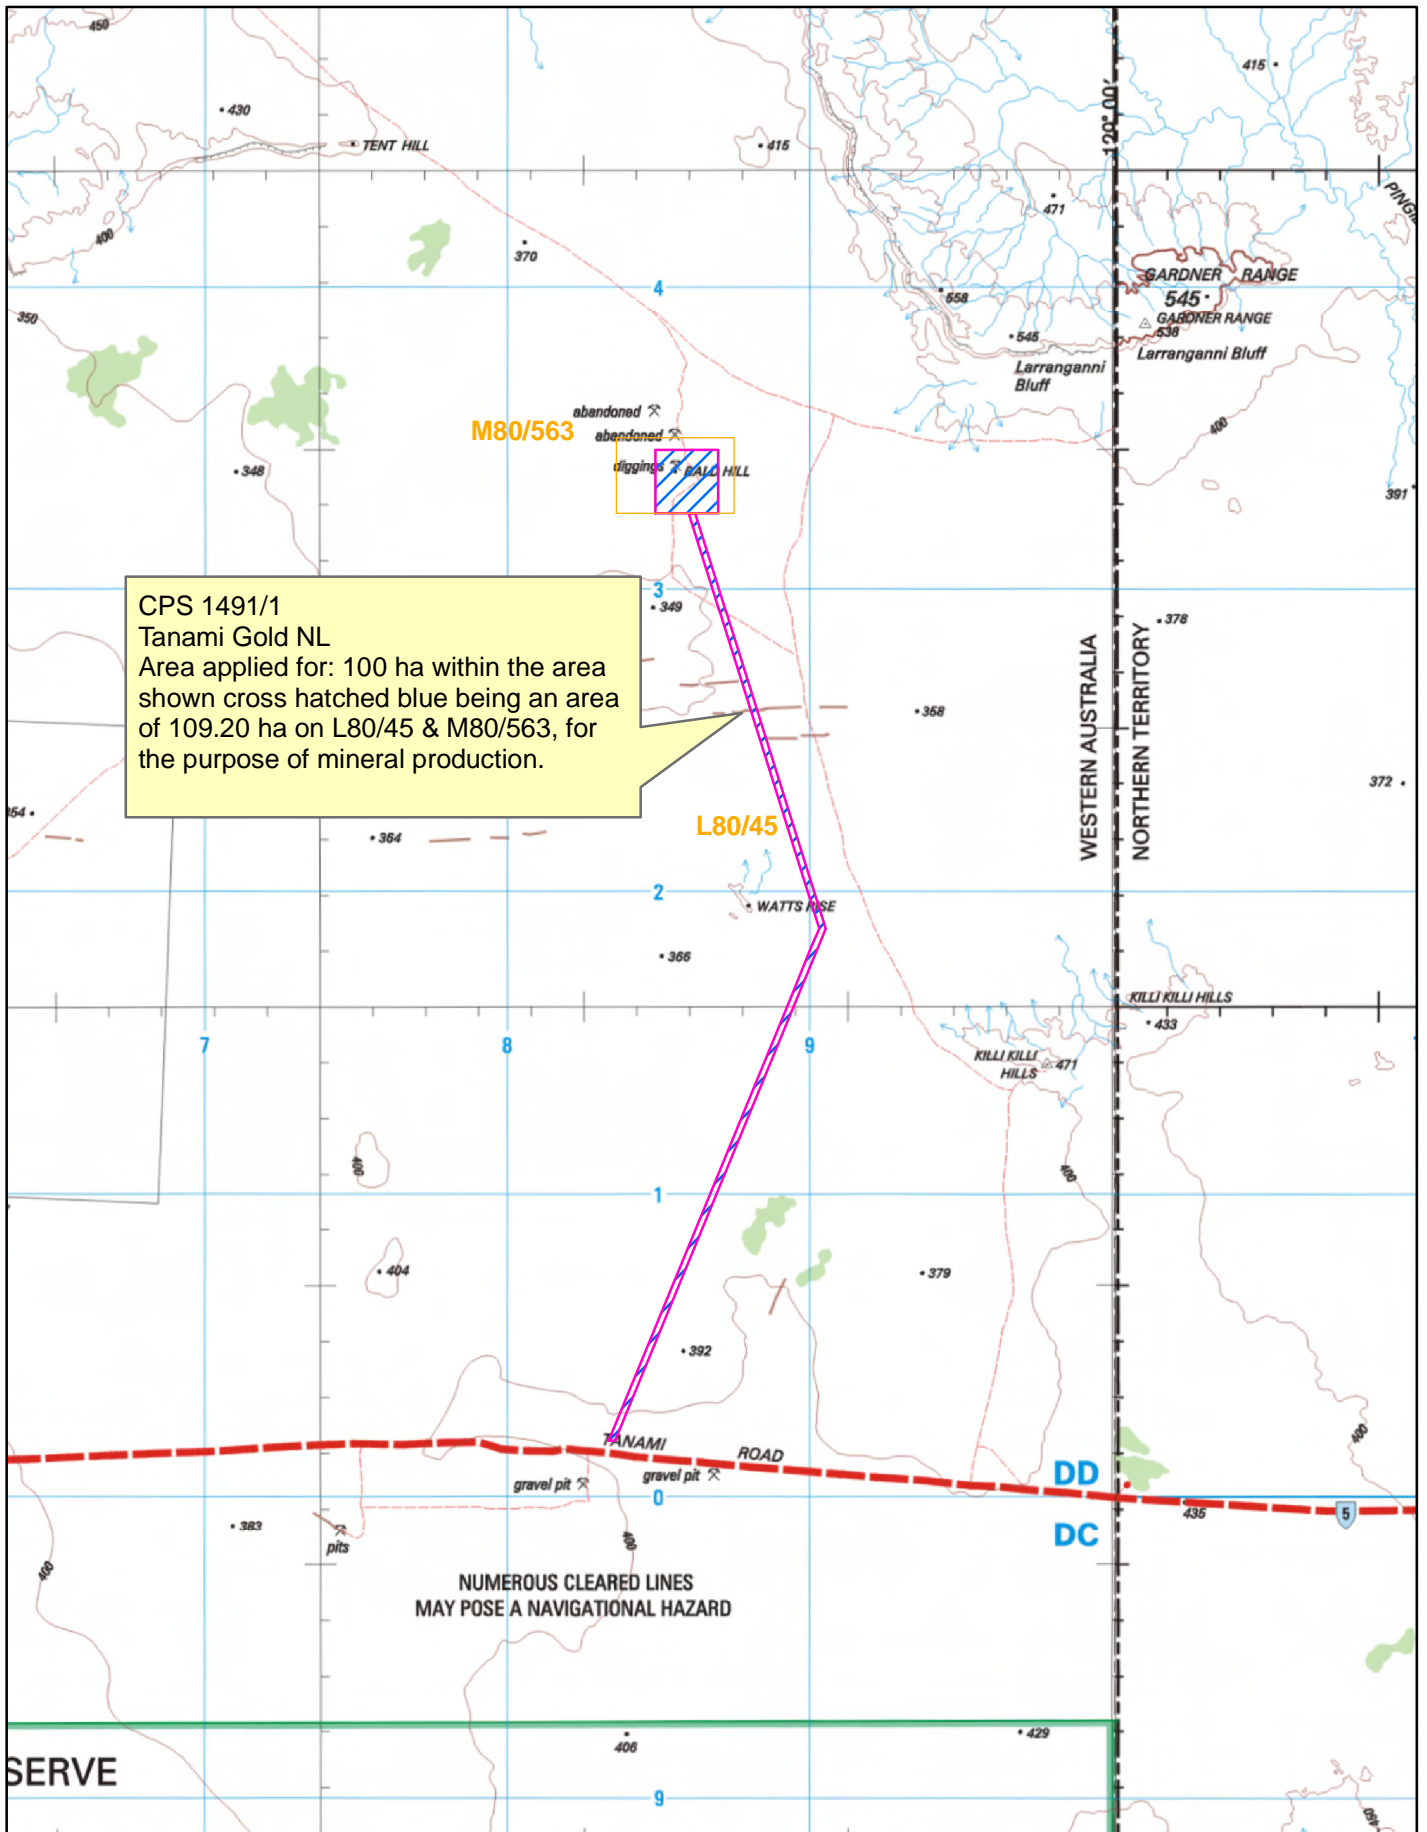 450
415
430
TENT HILL
415
129° 00'
471
400
370
GARDNER RANGE
4
558
545
GARDNER RANGE
538
350
545
Larranganni Bluff
Larranganni
Bluff
abandoned
400
M80/563
abandoned
348
diggings
BALD HILL
391
3
CPS 1491/1
Tanami Gold NL
Area applied for: 100 ha within the area
shown cross hatched blue being an area
of 109.20 ha on L80/45 & M80/563, for
the purpose of mineral production.
349
378
WESTERN AUSTRALIA
NORTHERN TERRITORY
358
372
354
364
L80/45
2
WATTS RISE
366
KILLI KILLI HILLS
433
7
8
9
KILLI KILLI
HILLS
471
400
400
1
404
379
392
400
TANAMI
ROAD
gravel pit
gravel pit
DD
0
435
5
383
pits
400
DC
400
NUMEROUS CLEARED LINES
MAY POSE A NAVIGATIONAL HAZARD
406
429
SERVE
9
400
450